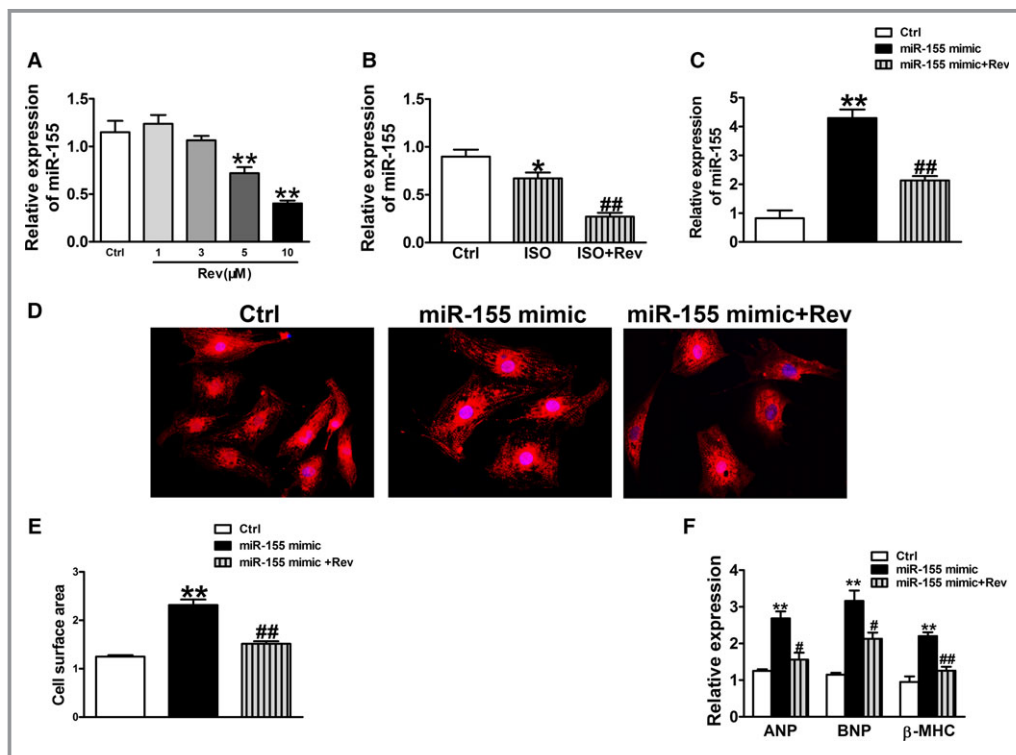 A
Relative expression
of miR-155
1.5
1.0
0.5
0.0
**
**
Ctrl
1
3
5
10
Rev(µM)
B
Relative expression
of miR-155
1.5
1.0
0.5
0.0
*
##
Ctrl
ISO
ISO+Rev
C
Ctrl
miR-155 mimic
miR-155 mimic+Rev
Relative expression
of miR-155
5
4
3
2
1
0
**
##
D
Ctrl
miR-155 mimic
miR-155 mimic+Rev
E
Ctrl
miR-155 mimic
miR-155 mimic +Rev
Cell surface area
3
2
1
0
**
##
F
Ctrl
miR-155 mimic
miR-155 mimic+Rev
Relative expression
4
3
2
1
0
**
#
**
#
**
##
ANP
BNP
β-MHC